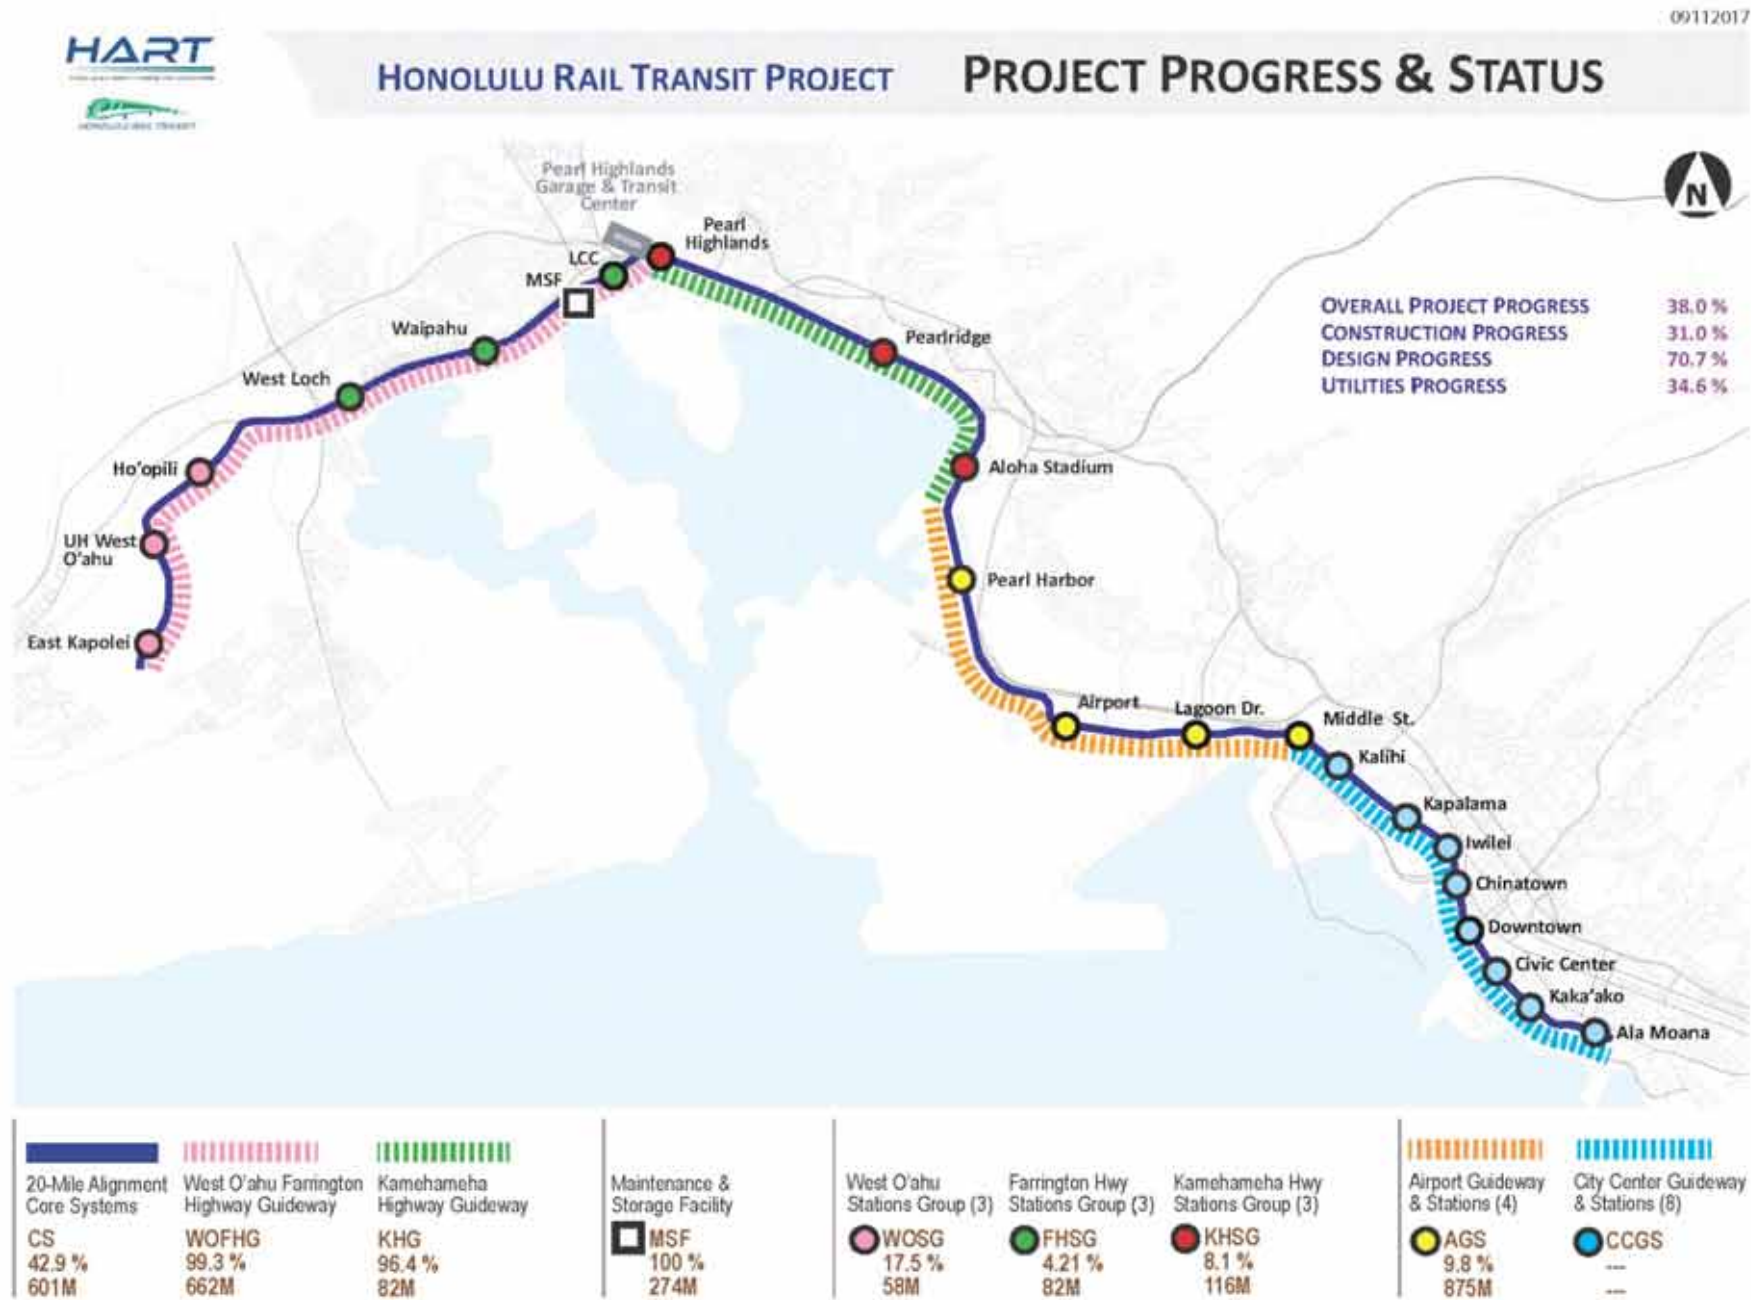 09112017
HART
HONOLULU RAIL TRANSIT
HONOLULU RAIL TRANSIT PROJECT PROJECT PROGRESS & STATUS
N
Pearl Highlands
Garage & Transit
Center
Pearl
Highlands
LCC
MSF
Waipahu
West Loch
Ho'opili
UH West
O'ahu
East Kapolei
Pearlridge
Aloha Stadium
Pearl Harbor
Airport
Lagoon Dr.
Middle St.
Kalihi
Kapalama
Iwilei
Chinatown
Downtown
Civic Center
Kaka'ako
Ala Moana
OVERALL PROJECT PROGRESS 38.0 %
CONSTRUCTION PROGRESS 31.0 %
DESIGN PROGRESS 70.7 %
UTILITIES PROGRESS 34.6 %
20-Mile Alignment
Core Systems
CS
42.9 %
601M
West O'ahu Farrington
Highway Guideway
WOFHG
99.3 %
662M
Kamehameha
Highway Guideway
KHG
96.4 %
82M
Maintenance &
Storage Facility
MSF
100 %
274M
West O'ahu
Stations Group (3)
WOSG
17.5 %
58M
Farrington Hwy
Stations Group (3)
FHSG
4.21 %
82M
Kamehameha Hwy
Stations Group (3)
KHSG
8.1 %
116M
Airport Guideway
& Stations (4)
AGS
9.8 %
875M
City Center Guideway
& Stations (8)
CCGS
---
---